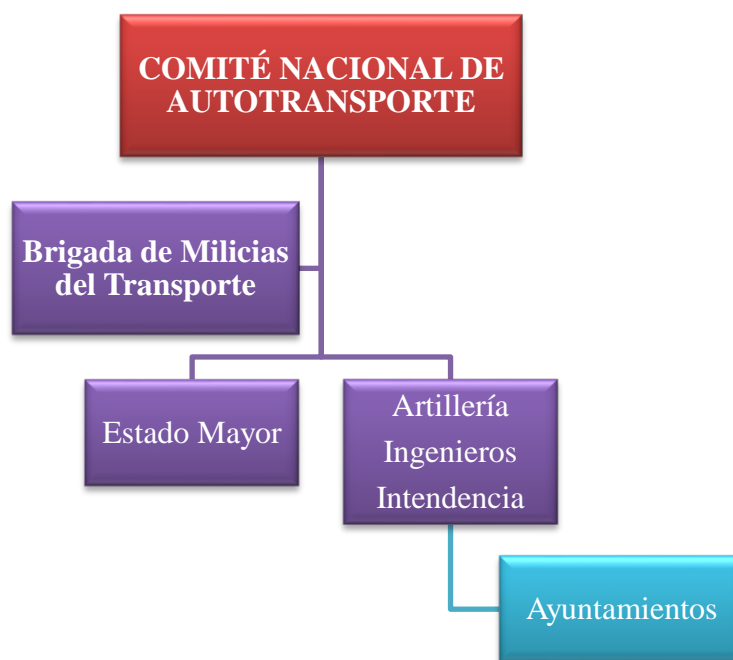 COMITÉ NACIONAL DE
AUTOTRANSPORTE
Brigada de Milicias
del Transporte
Estado Mayor
Artillería
Ingenieros
Intendencia
Ayuntamientos